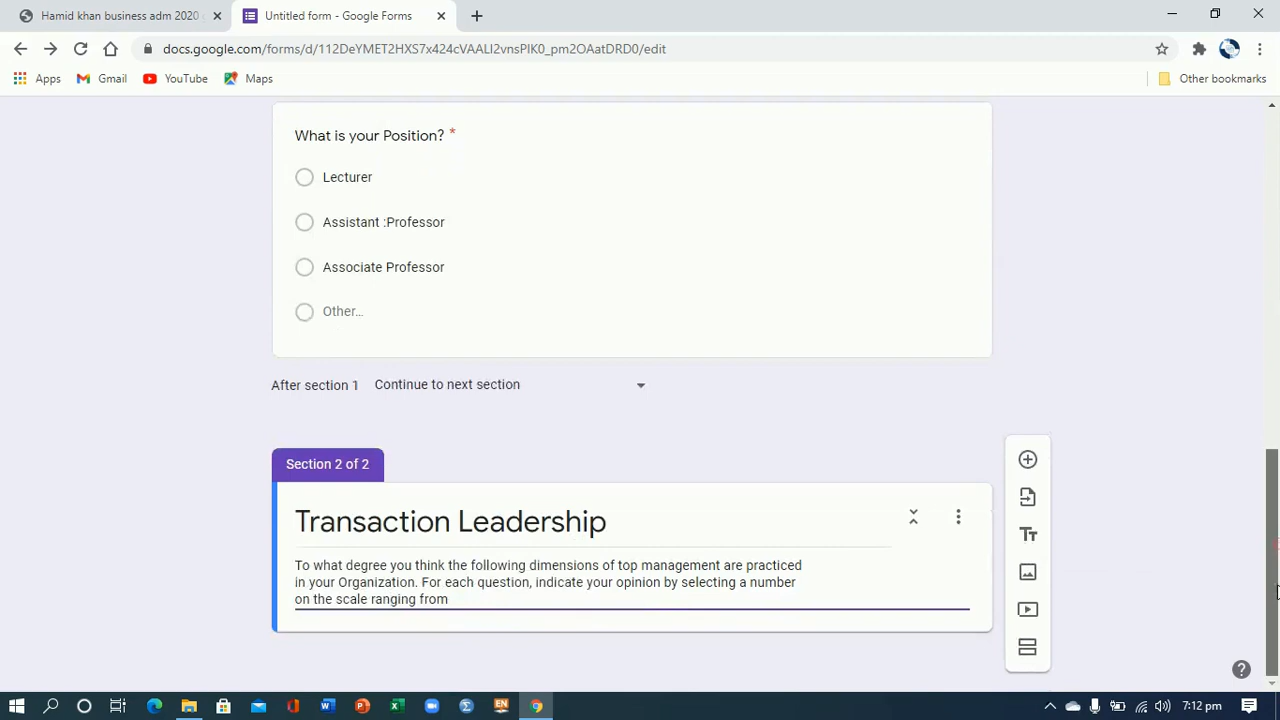 Hamid khan business adm 2020
Untitled form - Google Forms
docs.google.com/forms/d/112DeYMET2HXS7x424cVAALI2vnsPlK0_pm2OAatDRD0/edit
Apps
Gmail
YouTube
Maps
Other bookmarks
What is your Position? *
Lecturer
Assistant :Professor
Associate Professor
Other...
After section 1 Continue to next section
Section 2 of 2
Transaction Leadership
Tт
To what degree you think the following dimensions of top management are practiced
in your Organization. For each question, indicate your opinion by selecting a number
on the scale ranging from
7:12 pm